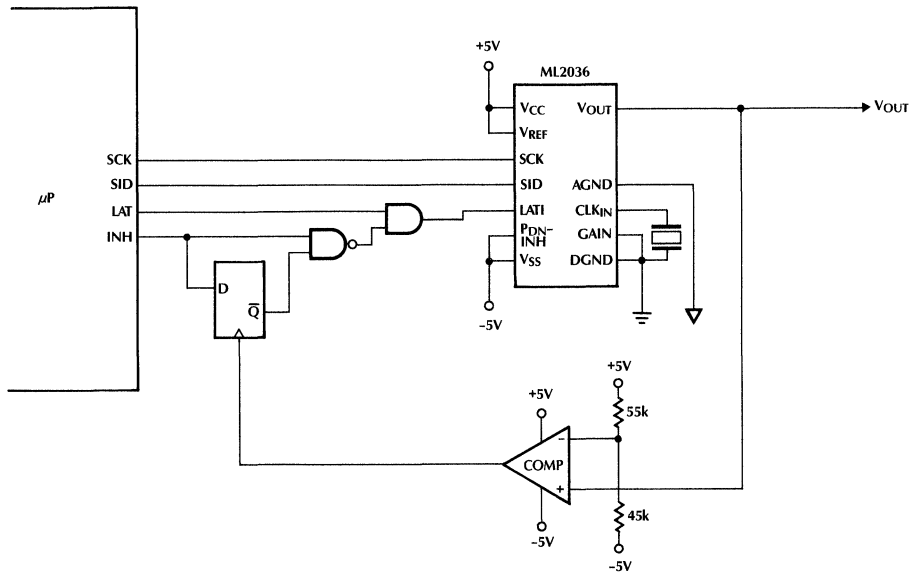 +5V
ML2036
VCC
VOUT
VOUT
VREF
SCK
SCK
μP
SID
SID
AGND
LAT
LATI
CLKIN
INH
PDN–
INH
GAIN
VSS
DGND
D
Q̅
–5V
+5V
+5V
55k
–
COMP
+
45k
–5V
–5V